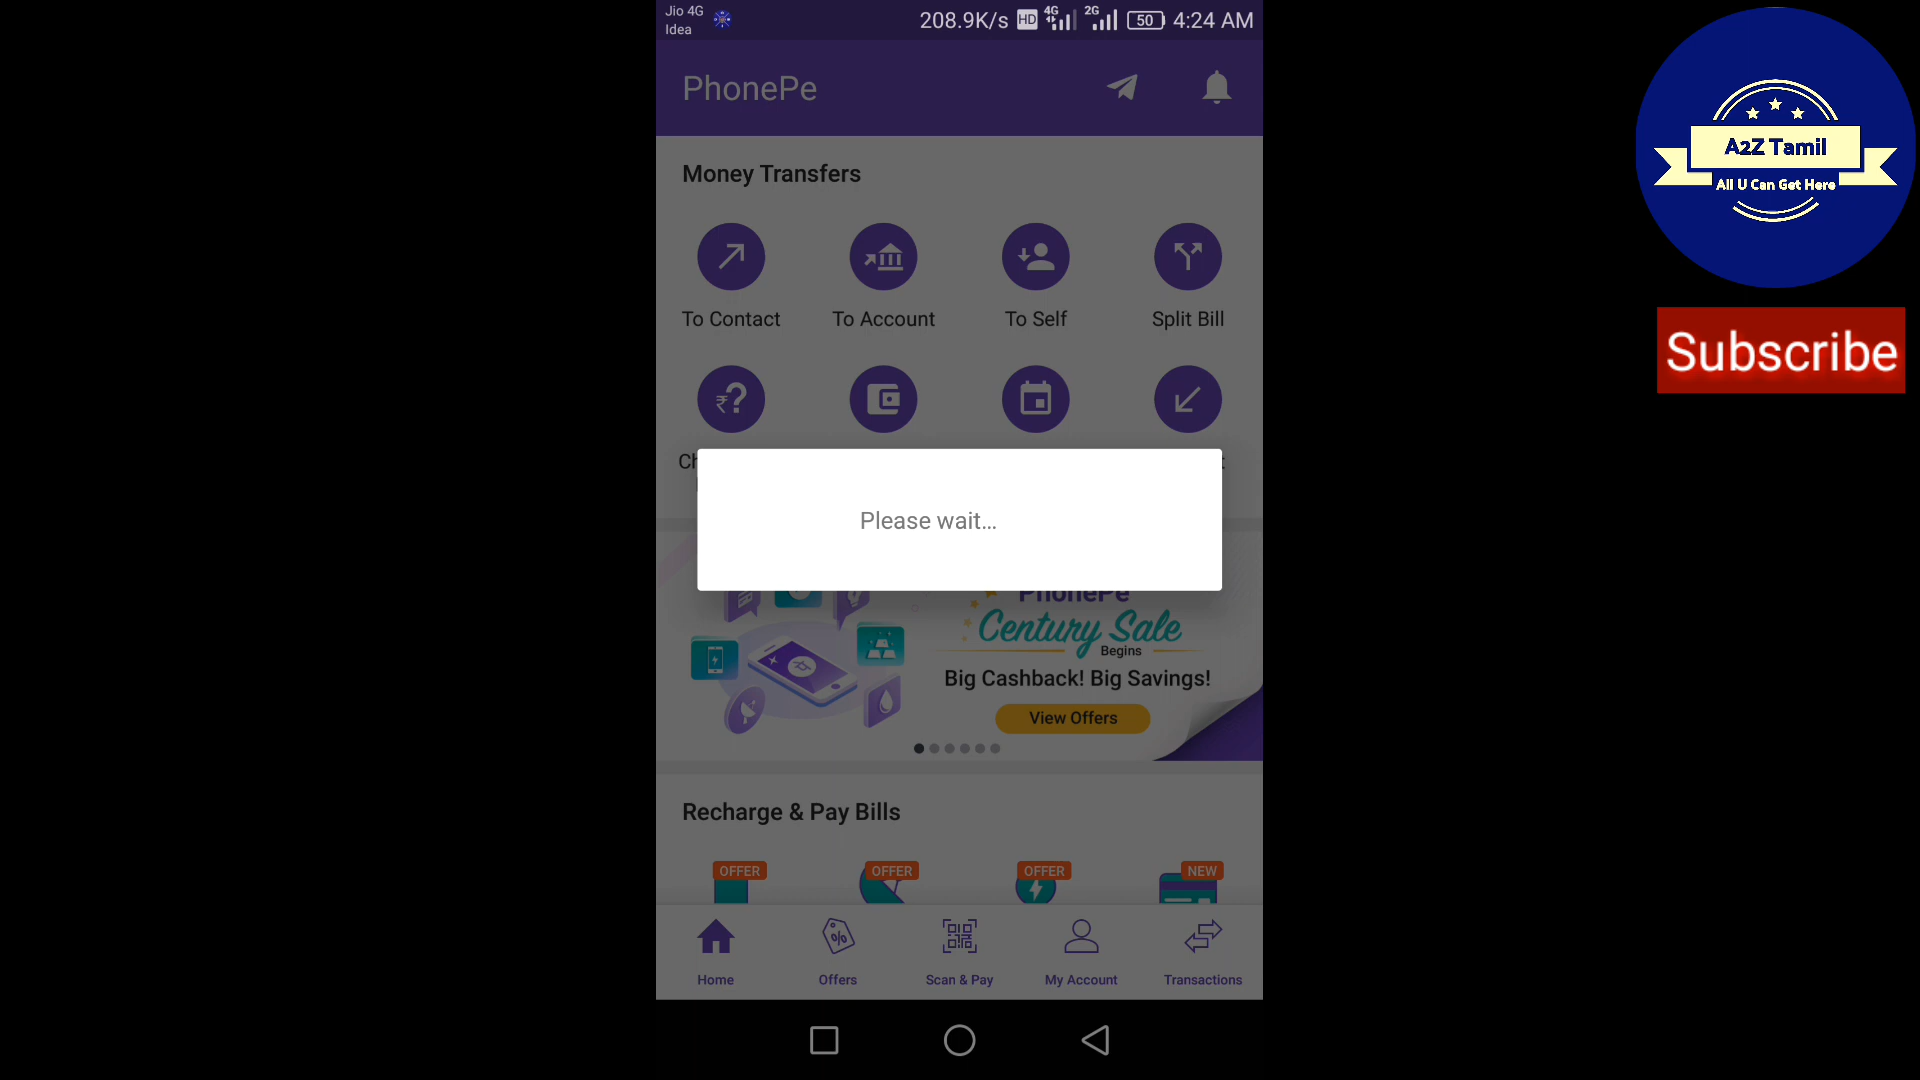 Jio 4G
Idea
208.9K/s HD 4G 2G 50 4:24 AM
PhonePe
Money Transfers
To Contact To Account To Self Split Bill
₹?
Please wait...
PhonePe
Century Sale
Begins
Big Cashback! Big Savings!
View Offers
Recharge & Pay Bills
OFFER OFFER OFFER NEW
Home Offers Scan & Pay My Account Transactions
A2Z Tamil
All U Can Get Here
Subscribe